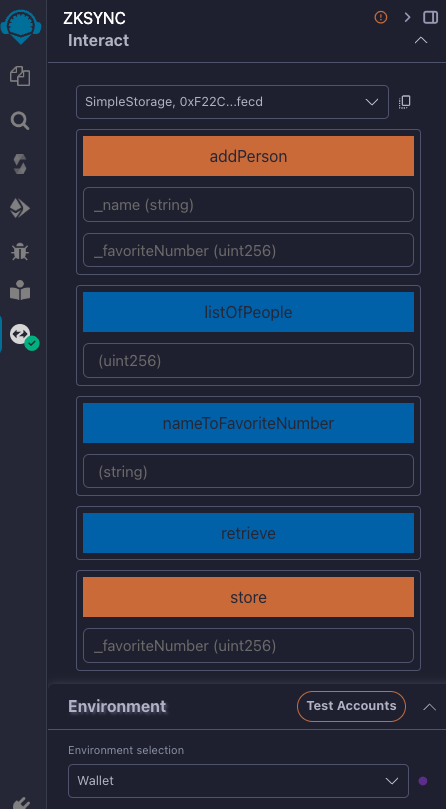 ZKSYNC
Interact
SimpleStorage, 0xF22C...fecd
addPerson
_name (string)
_favoriteNumber (uint256)
listOfPeople
(uint256)
nameToFavoriteNumber
(string)
retrieve
store
_favoriteNumber (uint256)
Environment
Test Accounts
Environment selection
Wallet